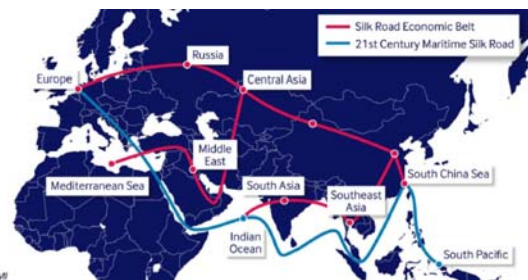 Silk Road Economic Belt
21st Century Maritime Silk Road
Russia
Europe
Central Asia
Middle
East
Mediterranean Sea
South Asia
Southeast
Asia
South China Sea
Indian
Ocean
South Pacific